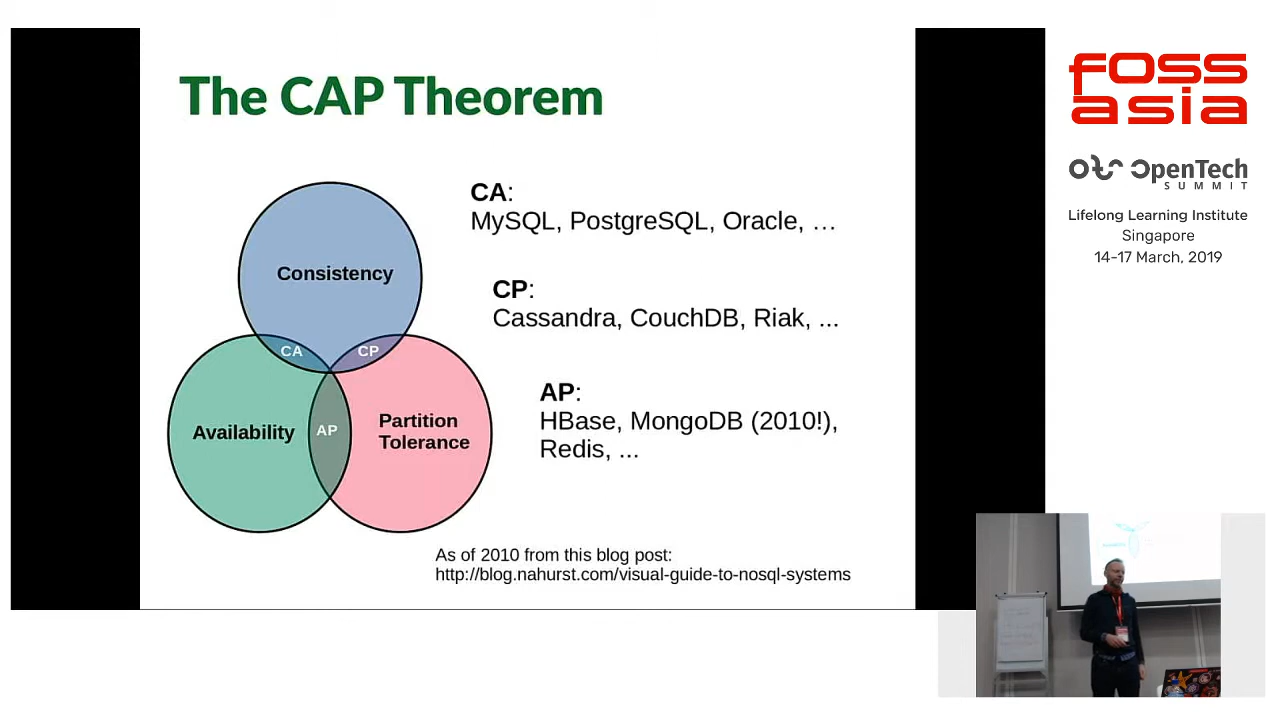 The CAP Theorem
Consistency
CA
CP
Availability
AP
Partition
Tolerance
CA:
MySQL, PostgreSQL, Oracle, …
CP:
Cassandra, CouchDB, Riak, ...
AP:
HBase, MongoDB (2010!),
Redis, ...
As of 2010 from this blog post:
http://blog.nahurst.com/visual-guide-to-nosql-systems
FOSS
asia
OpenTech
SUMMIT
Lifelong Learning Institute
Singapore
14-17 March, 2019